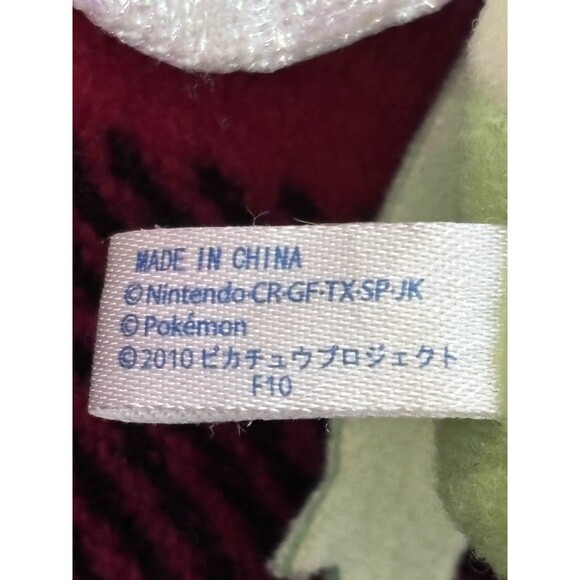 MADE IN CHINA
©Nintendo·CR·GF·TX·SP·JK
©Pokémon
©2010 ピカチュウプロジェクト
F10